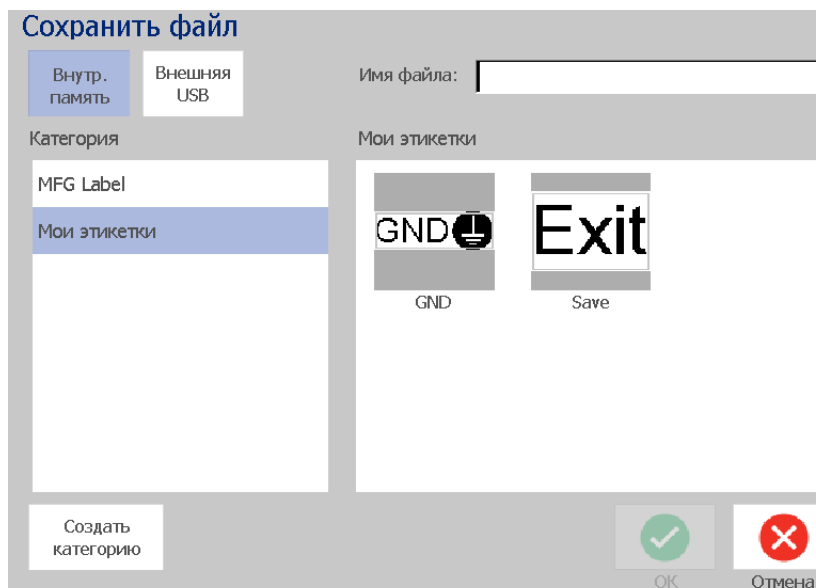 Сохранить файл
Внутр.
память
Внешняя
USB
Имя файла:
Категория
Мои этикетки
MFG Label
Мои этикетки
GND
Exit
GND
Save
Создать
категорию
OK
Отмена